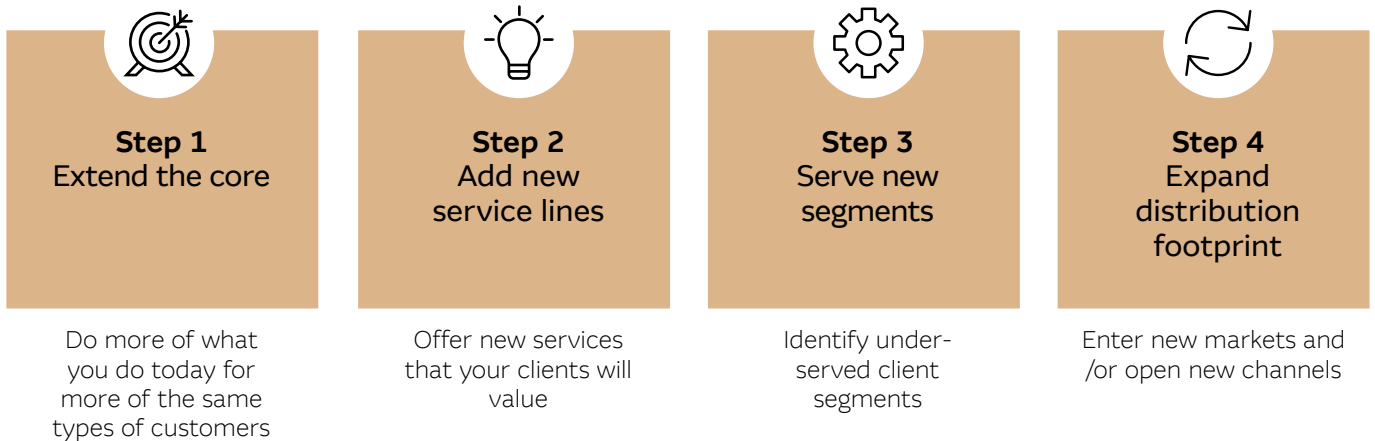 Step 1
Extend the core
Do more of what
you do today for
more of the same
types of customers
Step 2
Add new
service lines
Offer new services
that your clients will
value
Step 3
Serve new
segments
Identify under-
served client
segments
Step 4
Expand
distribution
footprint
Enter new markets and
/or open new channels